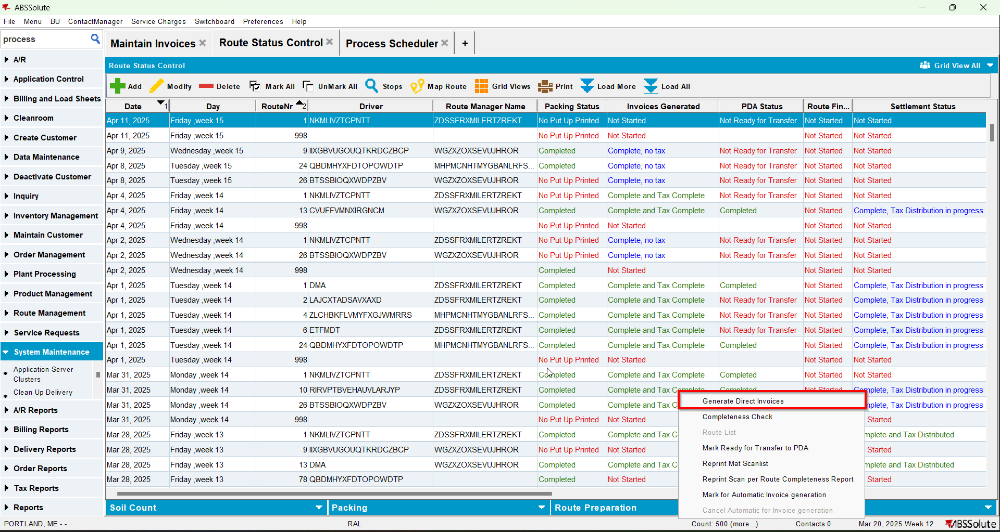 ABSSolute
File Menu BU ContactManager Service Charges Switchboard Preferences Help
process
Maintain Invoices Route Status Control Process Scheduler +
Route Status Control Grid View All
Add Modify Delete Mark All UnMark All Stops Map Route Grid Views Print Load More Load All
A/R
Application Control
Billing and Load Sheets
Cleanroom
Create Customer
Data Maintenance
Deactivate Customer
Inquiry
Inventory Management
Maintain Customer
Order Management
Plant Processing
Product Management
Route Management
Service Requests
System Maintenance
Application Server
Clusters
Clean Up Delivery
A/R Reports
Billing Reports
Delivery Reports
Order Reports
Tax Reports
Reports
Date 1 Day RouteNr 2 Driver Route Manager Name Packing Status Invoices Generated PDA Status Route Fin... Settlement Status
Apr 11, 2025 Friday ,week 15 1 NKMLIVZTCPNTT ZDSSFRXMILERTZREKT No Put Up Printed Not Started Not Ready for Transfer Not Started Not Started
Apr 11, 2025 Friday ,week 15 998 No Put Up Printed Not Started Not Started Not Started
Apr 9, 2025 Wednesday ,week 15 9 IIXGBVUGOUQTKRDCZBCP WGZXZOXSEVUJHROR Completed Complete, no tax Not Ready for Transfer Not Started Not Started
Apr 8, 2025 Tuesday ,week 15 24 QBDMHYXFDTOPOWDTP MHPMCNHTMYGBANLRFS... Completed Complete, no tax Not Ready for Transfer Not Started Not Started
Apr 8, 2025 Tuesday ,week 15 26 BTSSBIOQXWDPZBV WGZXZOXSEVUJHROR No Put Up Printed Complete, no tax Not Ready for Transfer Not Started Not Started
Apr 4, 2025 Friday ,week 14 1 NKMLIVZTCPNTT ZDSSFRXMILERTZREKT No Put Up Printed Complete and Tax Complete Not Ready for Transfer Not Started Not Started
Apr 4, 2025 Friday ,week 14 13 CVUFFVMNXIRGNCM WGZXZOXSEVUJHROR Completed Complete and Tax Complete Completed Not Started Complete, Tax Distribution in progress
Apr 4, 2025 Friday ,week 14 998 No Put Up Printed Not Started Not Started Not Started
Apr 2, 2025 Wednesday ,week 14 1 NKMLIVZTCPNTT ZDSSFRXMILERTZREKT No Put Up Printed Complete, no tax Not Ready for Transfer Not Started Not Started
Apr 2, 2025 Wednesday ,week 14 26 BTSSBIOQXWDPZBV WGZXZOXSEVUJHROR No Put Up Printed Complete, no tax Not Ready for Transfer Not Started Not Started
Apr 2, 2025 Wednesday ,week 14 998 Completed Not Started Not Started Not Started
Apr 1, 2025 Tuesday ,week 14 1 DMA ZDSSFRXMILERTZREKT Completed Complete and Tax Complete Completed Not Started Complete, Tax Distribution in progress
Apr 1, 2025 Tuesday ,week 14 2 LAJCXTADSAVXAXD ZDSSFRXMILERTZREKT Completed Complete and Tax Complete Not Ready for Transfer Not Started Complete, Tax Distribution in progress
Apr 1, 2025 Tuesday ,week 14 4 ZLCHBKFLVMYFXGJWMRRS MHPMCNHTMYGBANLRFS... Completed Complete and Tax Complete Not Ready for Transfer Not Started Complete, Tax Distribution in progress
Apr 1, 2025 Tuesday ,week 14 6 ETFMDT ZDSSFRXMILERTZREKT Completed Complete and Tax Complete Not Ready for Transfer Not Started Complete, Tax Distribution in progress
Apr 1, 2025 Tuesday ,week 14 24 QBDMHYXFDTOPOWDTP MHPMCNHTMYGBANLRFS... Completed Complete and Tax Complete Completed Not Started Complete, Tax Distribution in progress
Apr 1, 2025 Tuesday ,week 14 998 No Put Up Printed Not Started Not Started Not Started
Mar 31, 2025 Monday ,week 14 1 NKMLIVZTCPNTT ZDSSFRXMILERTZREKT Completed Complete and Tax Complete Completed Not Started Not Started
Mar 31, 2025 Monday ,week 14 10 RIRVPTBVEHAUVLARJYP ZDSSFRXMILERTZREKT Completed Complete and Tax Complete Completed Not Started Complete, Tax Distribution in progress
Mar 31, 2025 Monday ,week 14 26 BTSSBIOQXWDPZBV WGZXZOXSEVUJHROR Completed Complete and Tax C mplete, Tax Distribution in progress
Mar 31, 2025 Monday ,week 14 998 No Put Up Printed Not Started Started
Mar 28, 2025 Friday ,week 13 1 NKMLIVZTCPNTT ZDSSFRXMILERTZREKT Completed Complete and Tax C mplete and Tax Distributed
Mar 28, 2025 Friday ,week 13 9 IIXGBVUGOUQTKRDCZBCP WGZXZOXSEVUJHROR No Put Up Printed Not Started Started
Mar 28, 2025 Friday ,week 13 13 DMA WGZXZOXSEVUJHROR Completed Complete and Tax C mplete and Tax Distributed
Mar 28, 2025 Friday ,week 13 78 QBDMHYXFDTOPOWDTP Completed Not Started Started
Generate Direct Invoices
Completeness Check
Route List
Mark Ready for Transfer to PDA
Reprint Mat Scanlist
Reprint Scan per Route Completeness Report
Mark for Automatic Invoice generation
Cancel Automatic for Invoice generation
Soil Count Packing Route Preparation
PORTLAND, ME - - RAL Count: 500 (more...) Contacts 0 Mar 20, 2025 Week 12 ABSSolute